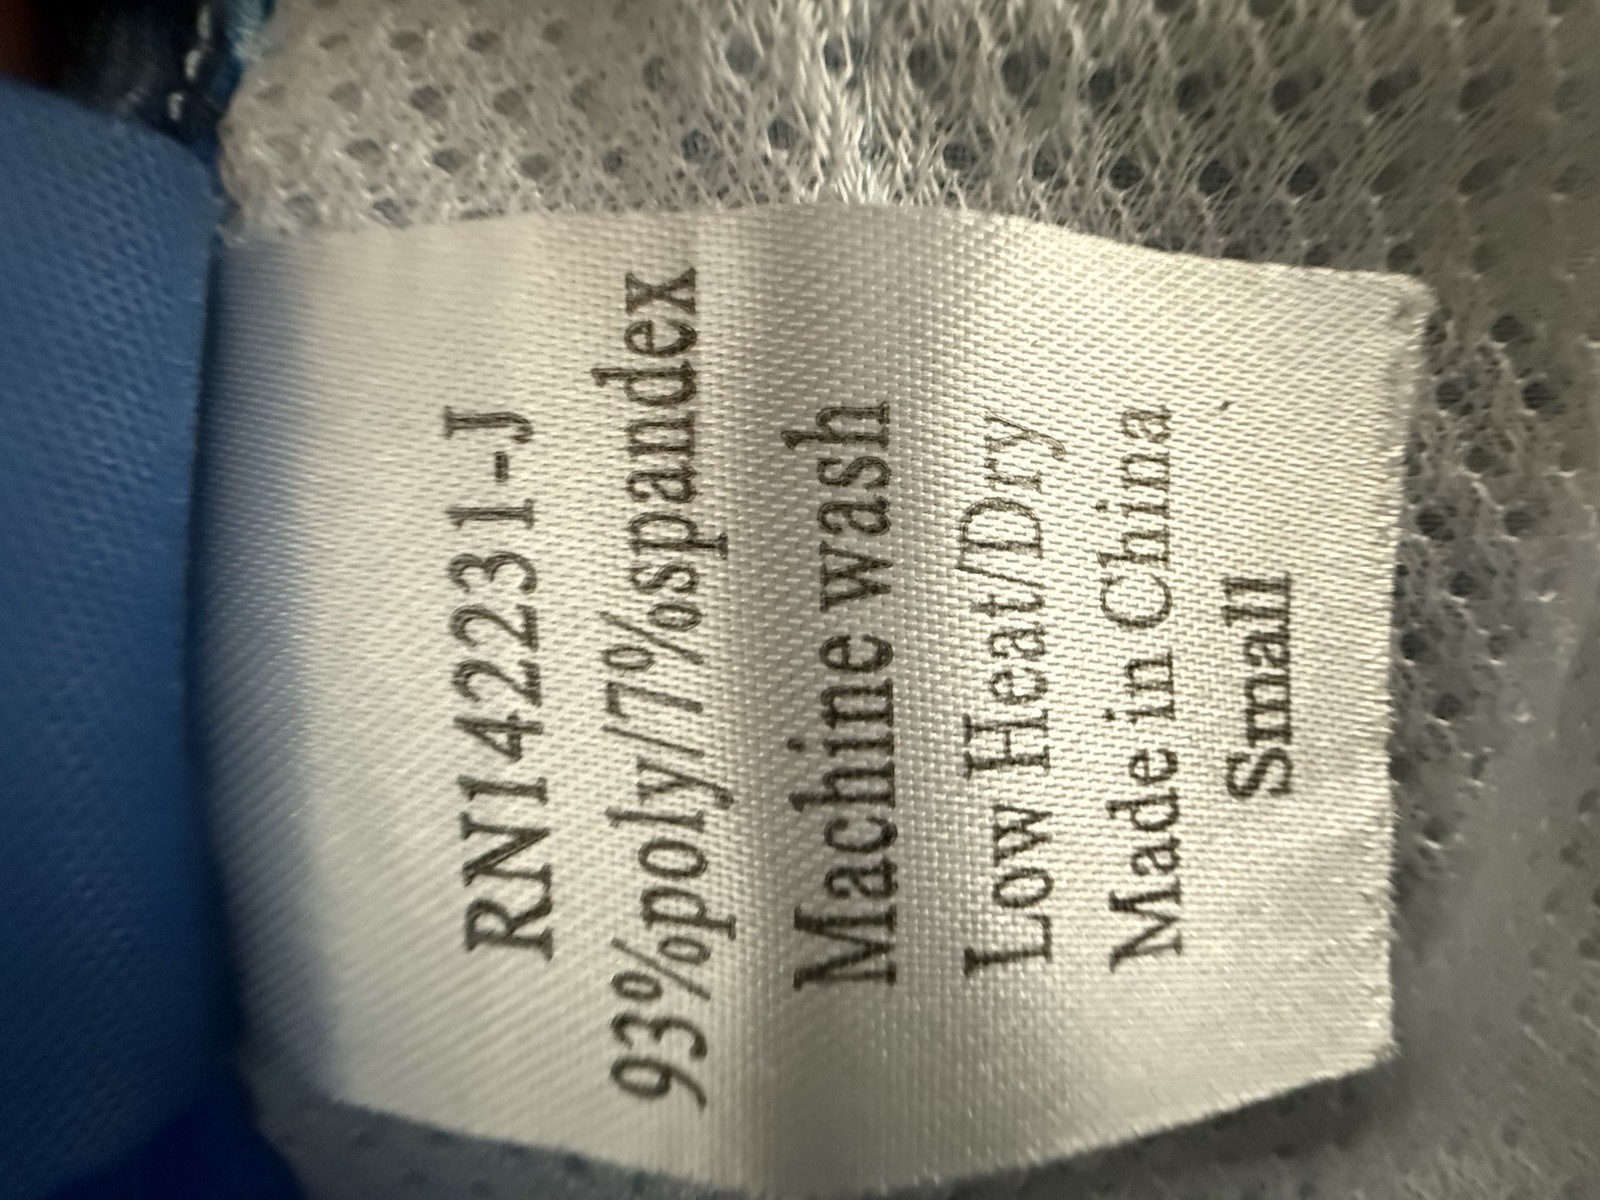 RN142231-J
93%poly/7%spandex
Machine wash
Low Heat/Dry
Made in China
Small